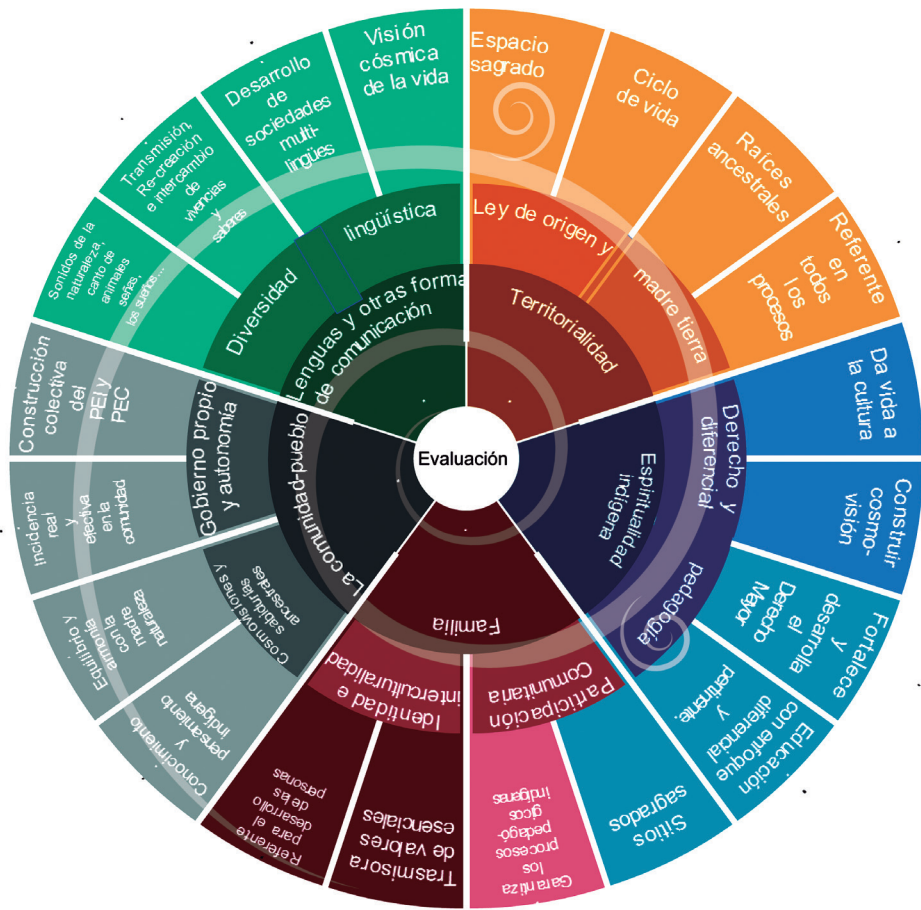 Visión
cósmica
de la vida
Espacio
sagrado
Ciclo
de vida
Raíces
ancestrales
Referente
en
todos
los
procesos
Da vida a
la cultura
Construir
cosmo-
visión
Fortalece
y
desarrolla
el
Derecho
Mayor
Educación
con enfoque
diferencial
y
pertinente.
Sitios
sagrados
Garantiza
los
procesos
pedagó-
gicos
indígenas
Trasmisora
de valores
esenciales
Referente
para el
desarrollo
de las
personas
Conocimiento
y
pensamiento
indígena
Equilibrio y
armonía
con la
madre
naturaleza
Incidencia
real
y
efectiva
en la
comunidad
Construcción
colectiva
del
PEI y
PEC
Sonidos de la
naturaleza,
canto de
animales
señas,
los sueños...
Transmisión,
Re-creación
e intercambio
de
vivencias
y
saberes
Desarrollo
de
sociedades
multi-
lingües
Diversidad lingüística
Ley de origen y madre tierra
Derecho y pedagogía
diferencial
Participación
Comunitaria
Identidad e
interculturalidad
Cosmovisiones y
sabidurías
ancestrales
Gobierno propio
y autonomía
Lenguas y otras forma
de comunicación
Territorialidad
Espiritualidad
indígena
Familia
La comunidad-pueblo
Evaluación